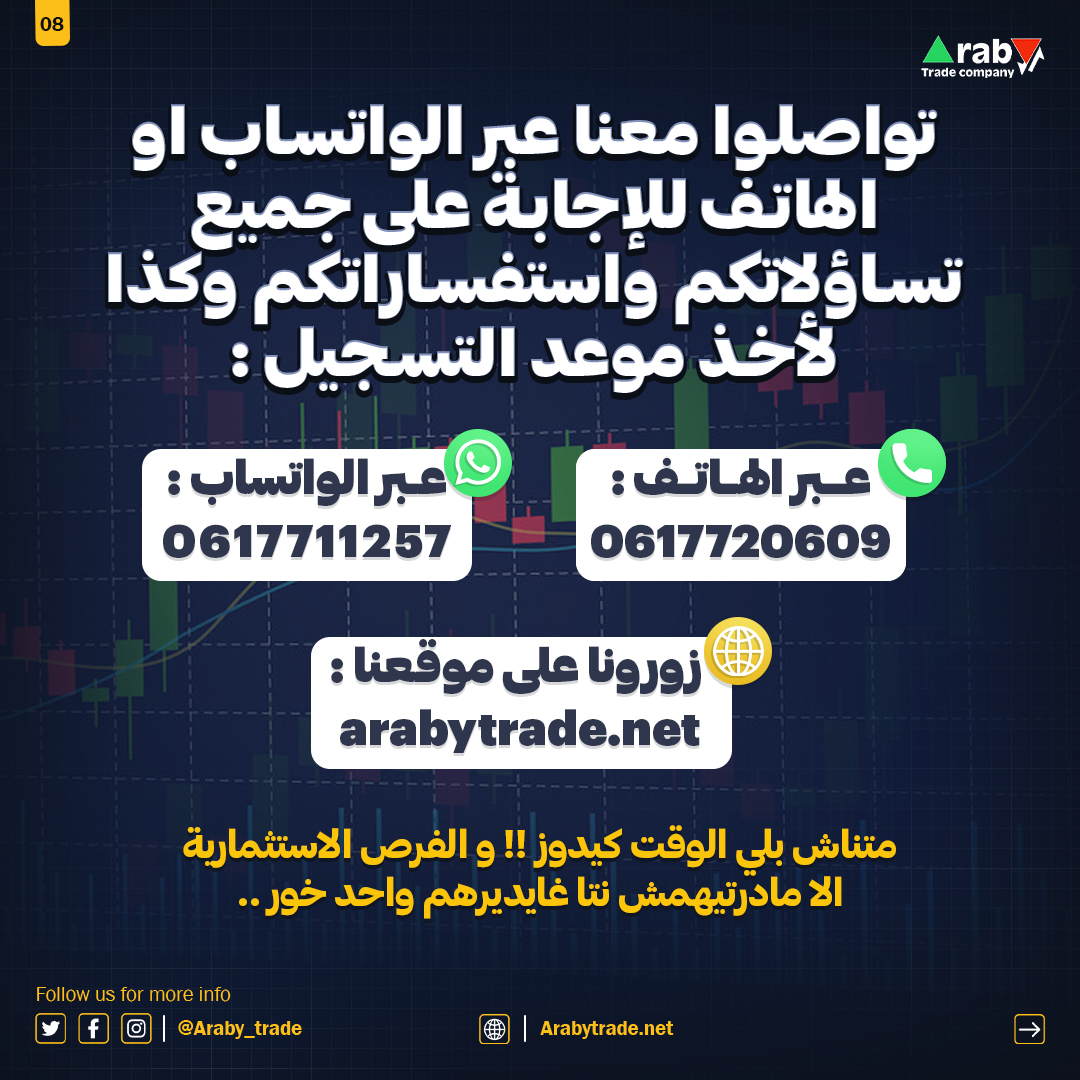 08
Araby
Trade company
تواصلوا معنا عبر الواتساب او
الهاتف للإجابة على جميع
تساؤلاتكم واستفساراتكم وكذا
لأخذ موعد التسجيل :
عبر الهاتف :
0617720609
عبر الواتساب :
0617711257
زورونا على موقعنا :
arabytrade.net
متناش بلي الوقت كيدوز !! و الفرص الاستثمارية
الا مادرتيهمش نتا غايديرهم واحد خور ..
Follow us for more info
@Araby_trade
Arabytrade.net